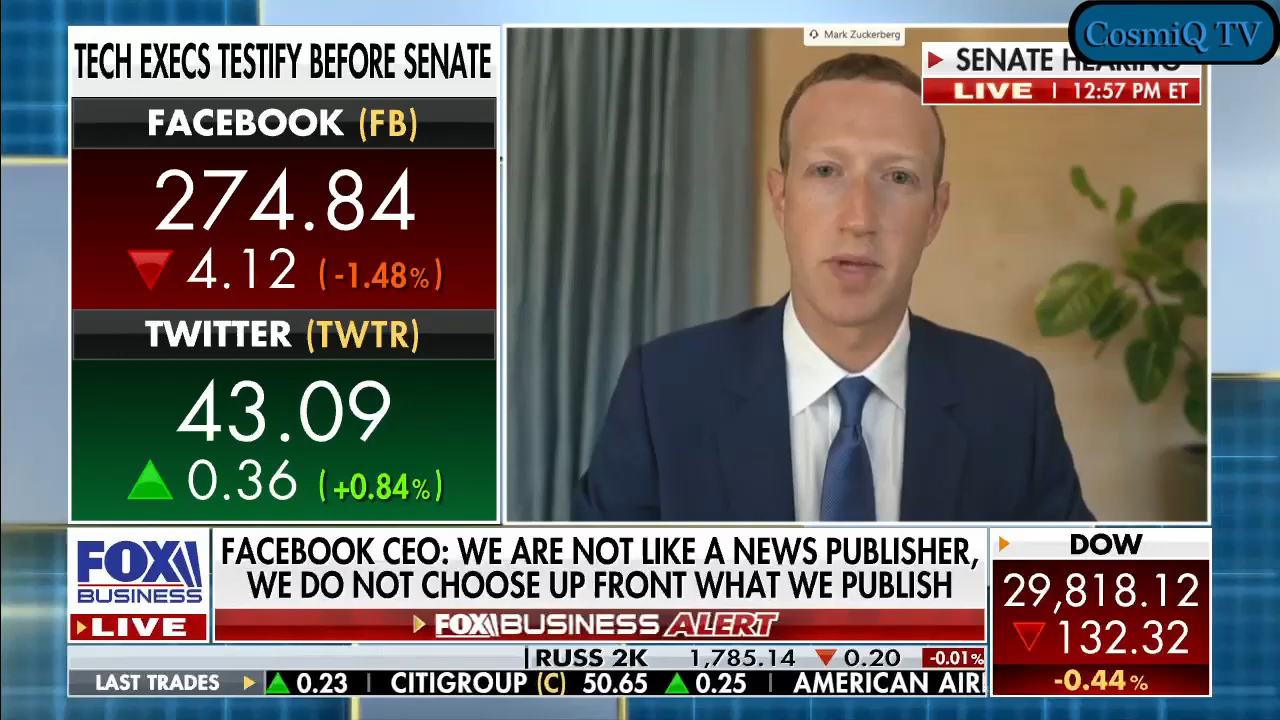 CosmiQ TV
TECH EXECS TESTIFY BEFORE SENATE
FACEBOOK (FB)
274.84
4.12 (-1.48%)
TWITTER (TWTR)
43.09
0.36 (+0.84%)
Mark Zuckerberg
SENATE HEARING
LIVE | 12:57 PM ET
FOX
BUSINESS
LIVE
FACEBOOK CEO: WE ARE NOT LIKE A NEWS PUBLISHER,
WE DO NOT CHOOSE UP FRONT WHAT WE PUBLISH
FOX BUSINESS ALERT
DOW
29,818.12
132.32
-0.44%
RUSS 2K 1,785.14 0.20 -0.01%
LAST TRADES 0.23 | CITIGROUP (C) 50.65 0.25 | AMERICAN AIR